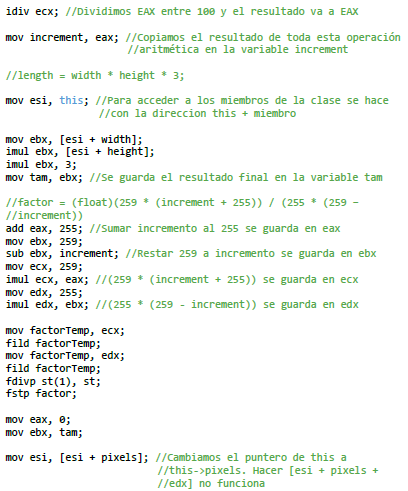 idiv ecx; //Dividimos EAX entre 100 y el resultado va a EAX
mov increment, eax; //Copiamos el resultado de toda esta operación
//aritmética en la variable increment
//length = width * height * 3;
mov esi, this; //Para acceder a los miembros de la clase se hace
//con la direccion this + miembro
mov ebx, [esi + width];
imul ebx, [esi + height];
imul ebx, 3;
mov tam, ebx; //Se guarda el resultado final en la variable tam
//factor = (float)(259 * (increment + 255)) / (255 * (259 –
//increment))
add eax, 255; //Sumar incremento al 255 se guarda en eax
mov ebx, 259;
sub ebx, increment; //Restar 259 a incremento se guarda en ebx
mov ecx, 259;
imul ecx, eax; //(259 * (increment + 255)) se guarda en ecx
mov edx, 255;
imul edx, ebx; //(255 * (259 - increment)) se guarda en edx
mov factorTemp, ecx;
fild factorTemp;
mov factorTemp, edx;
fild factorTemp;
fdivp st(1), st;
fstp factor;
mov eax, 0;
mov ebx, tam;
mov esi, [esi + pixels]; //Cambiamos el puntero de this a
//this->pixels. Hacer [esi + pixels +
//edx] no funciona